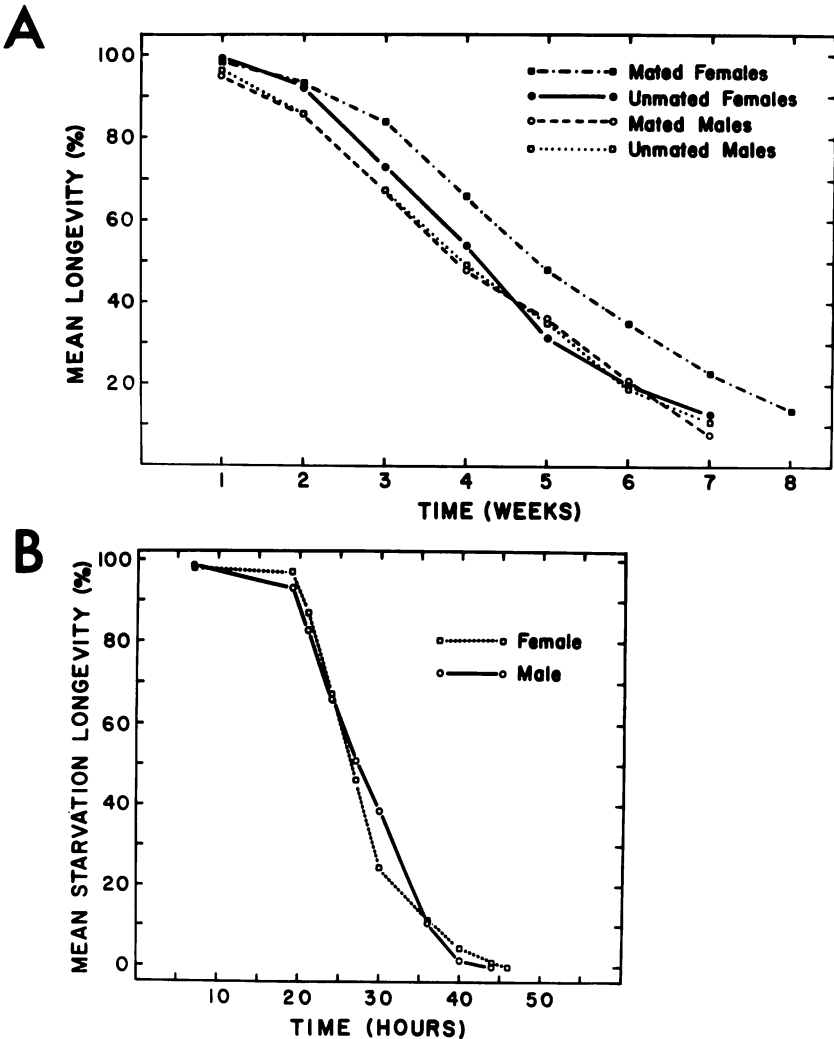 A
100
80
60
40
20
MEAN LONGEVITY (%)
Mated Females
Unmated Females
Mated Males
Unmated Males
1 2 3 4 5 6 7 8
TIME (WEEKS)
B
100
80
60
40
20
0
MEAN STARVATION LONGEVITY (%)
Female
Male
10 20 30 40 50
TIME (HOURS)